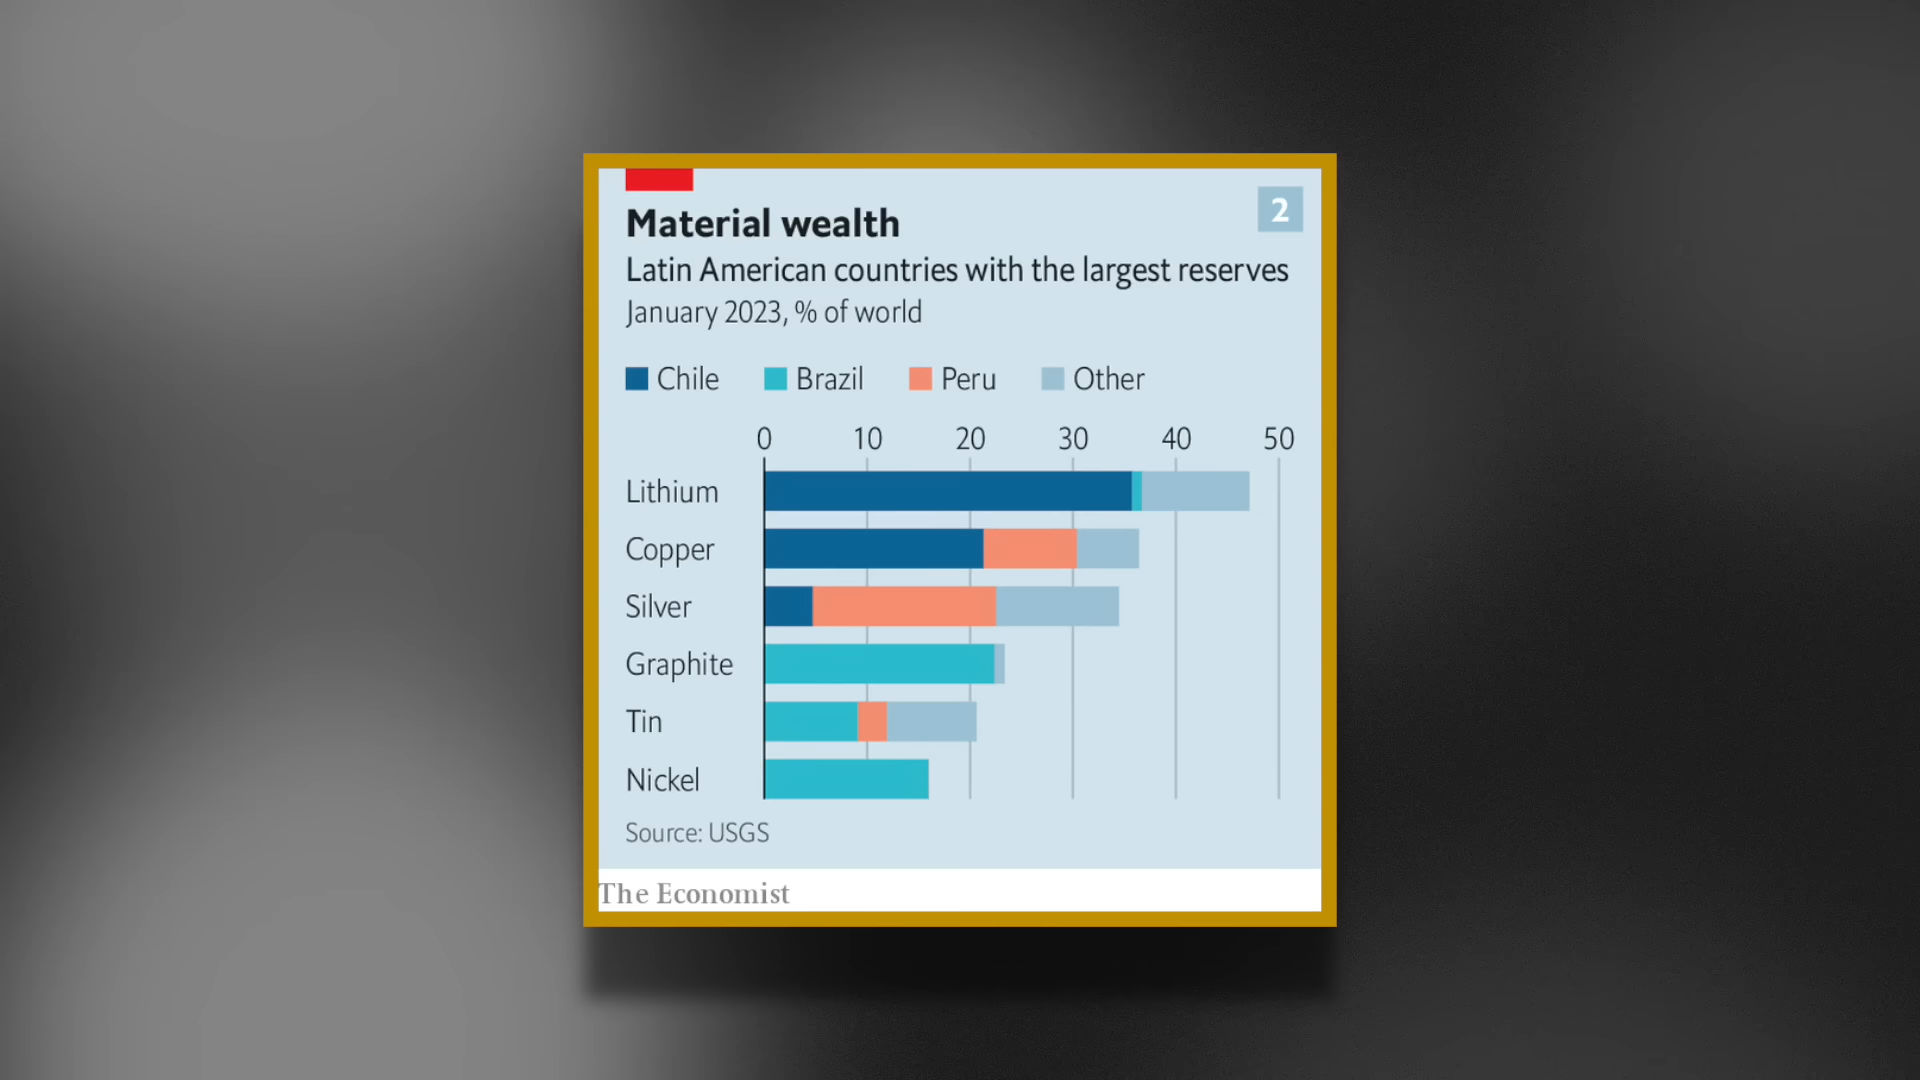 2
Material wealth
Latin American countries with the largest reserves
January 2023, % of world
Chile Brazil Peru Other
0 10 20 30 40 50
Lithium
Copper
Silver
Graphite
Tin
Nickel
Source: USGS
The Economist